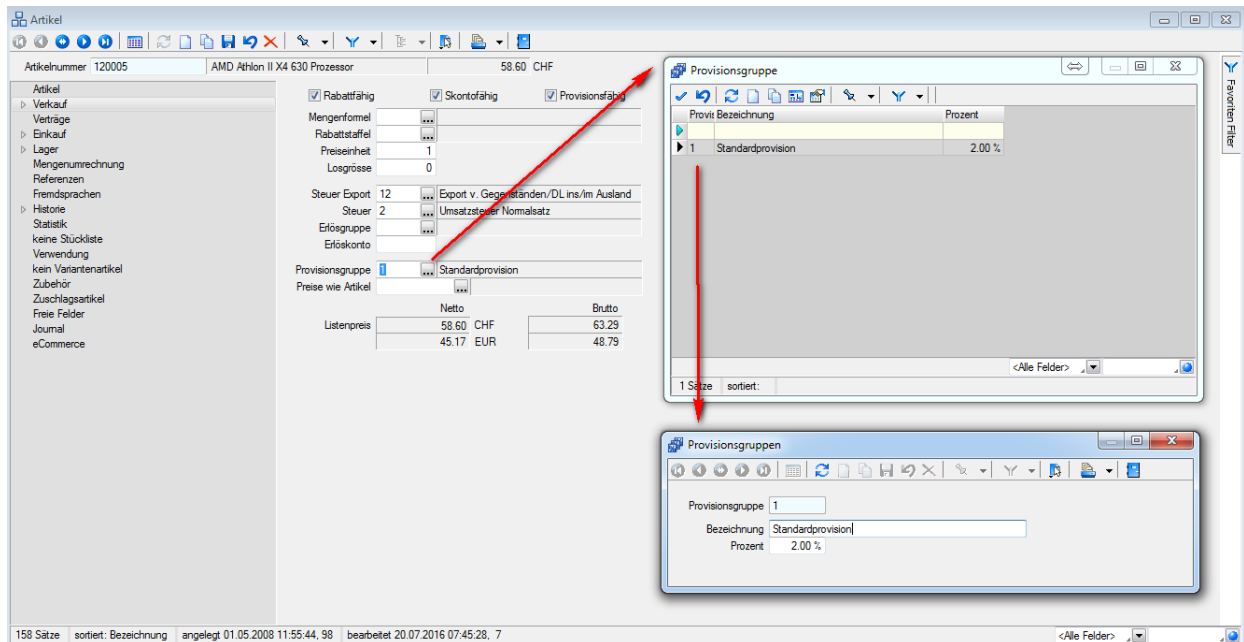 Artikel
Artikelnummer 120005 AMD Athlon II X4 630 Prozessor 58.60 CHF
Artikel
Verkauf
Verträge
Einkauf
Lager
Mengenumrechnung
Referenzen
Fremdsprachen
Historie
Statistik
keine Stückliste
Verwendung
kein Variantenartikel
Zubehör
Zuschlagsartikel
Freie Felder
Journal
eCommerce
Rabattfähig Skontofähig Provisionsfähig
Mengenformel ...
Rabattstaffel ...
Preiseinheit 1
Losgrösse 0
Steuer Export 12 ... Export v. Gegenständen/DL ins/im Ausland
Steuer 2 ... Umsatzsteuer Normalsatz
Erlösgruppe ...
Erlöskonto
Provisionsgruppe 1 ... Standardprovision
Preise wie Artikel ...
Netto Brutto
Listenpreis 58.60 CHF 63.29
45.17 EUR 48.79
Provisionsgruppe
Provis Bezeichnung Prozent
1 Standardprovision 2.00 %
<Alle Felder>
1 Sätze sortiert:
Provisionsgruppen
Provisionsgruppe 1
Bezeichnung Standardprovision
Prozent 2.00 %
Favoriten Filter
158 Sätze sortiert: Bezeichnung angelegt 01.05.2008 11:55:44, 98 bearbeitet 20.07.2016 07:45:28, 7 <Alle Felder>